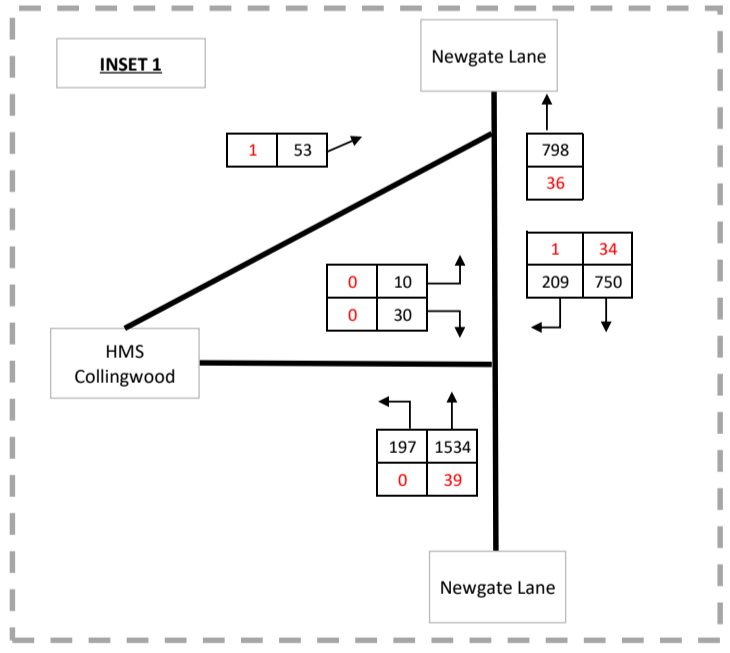 INSET 1
Newgate Lane
1 53
798
36
1 34
209 750
0 10
0 30
HMS
Collingwood
197 1534
0 39
Newgate Lane